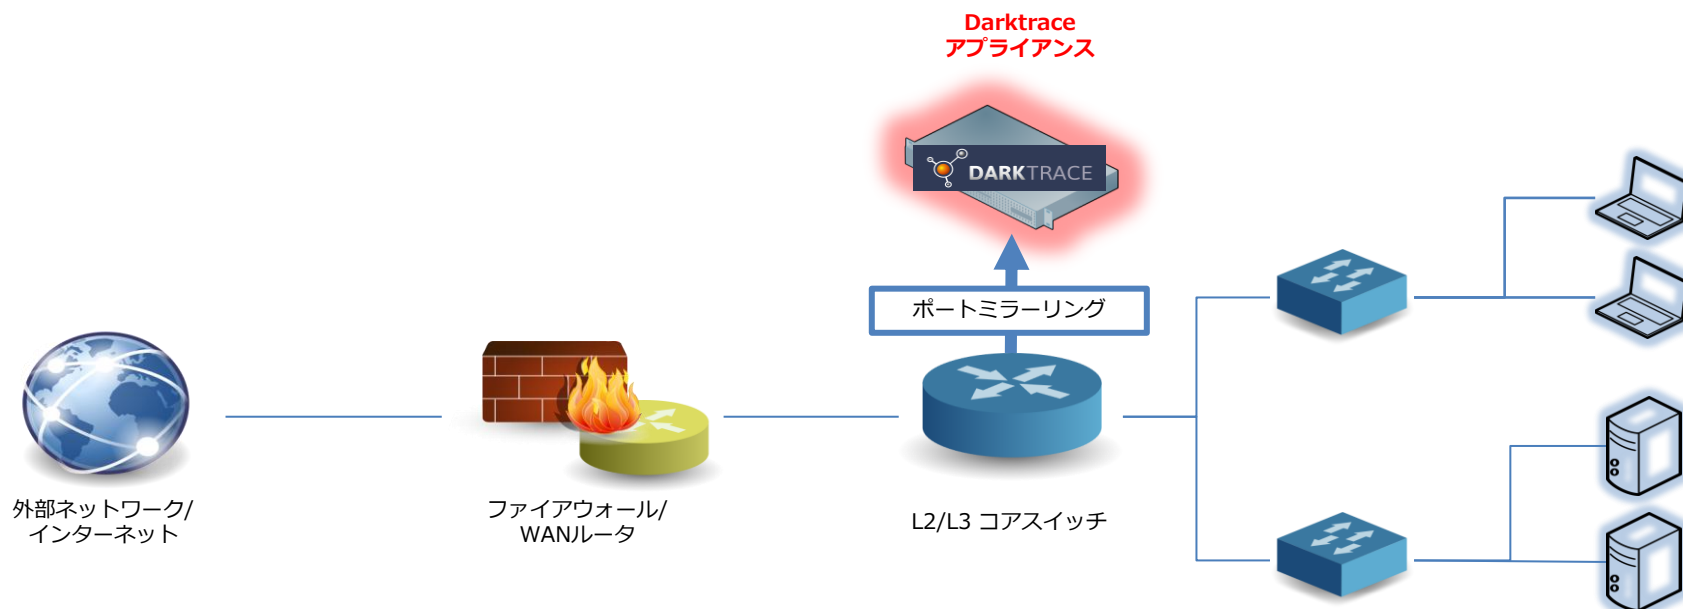 Darktrace
アプライアンス
DARKTRACE
ポートミラーリング
外部ネットワーク/
インターネット
ファイアウォール/
WANルータ
L2/L3 コアスイッチ